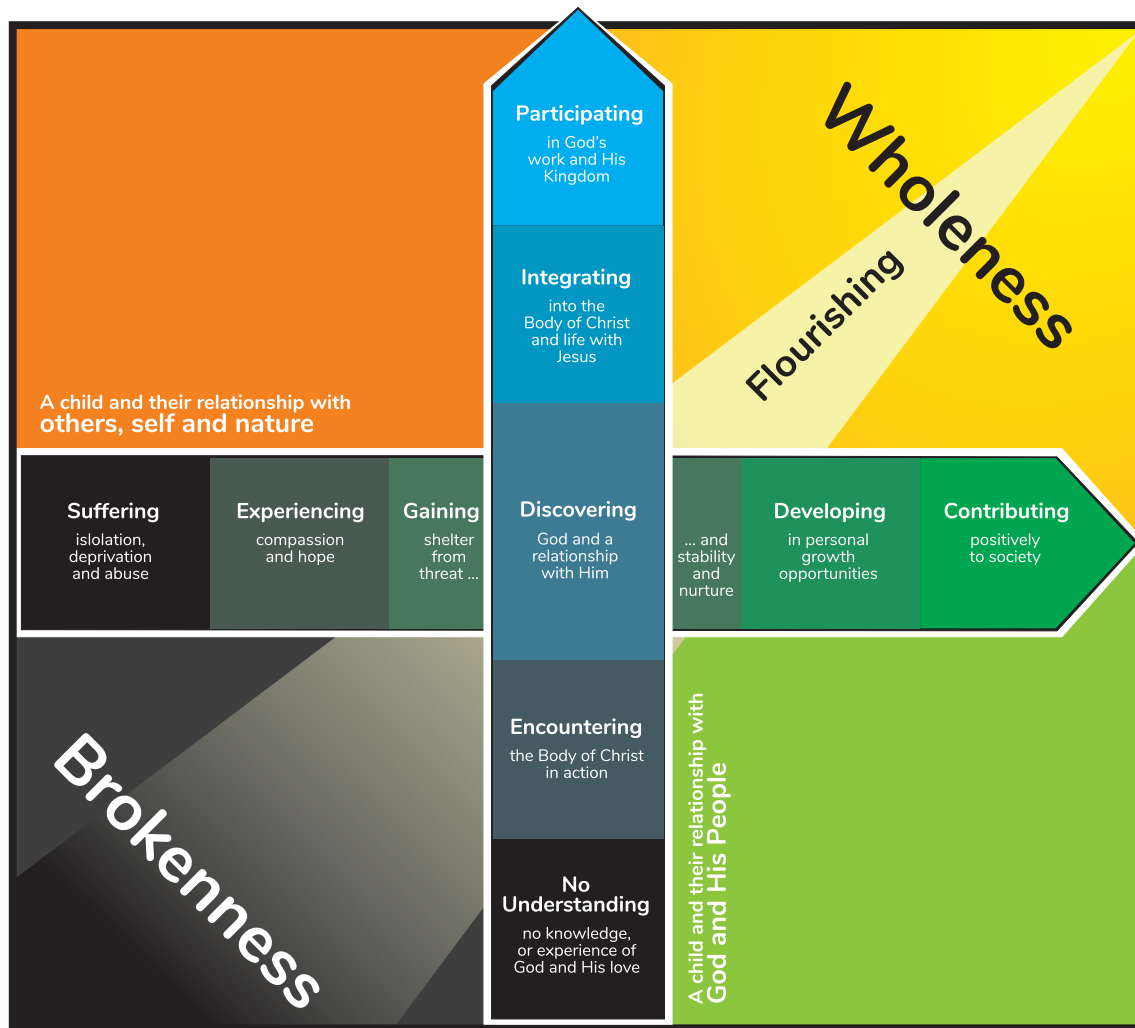 Participating
in God's
work and His
Kingdom
Integrating
into the
Body of Christ
and life with
Jesus
Wholeness
Flourishing
A child and their relationship with
others, self and nature
Suffering
islolation,
deprivation
and abuse
Experiencing
compassion
and hope
Gaining
shelter
from
threat ...
Discovering
God and a
relationship
with Him
... and
stability
and
nurture
Developing
in personal
growth
opportunities
Contributing
positively
to society
Brokenness
Encountering
the Body of Christ
in action
No
Understanding
no knowledge,
or experience of
God and His love
A child and their relationship with
God and His People